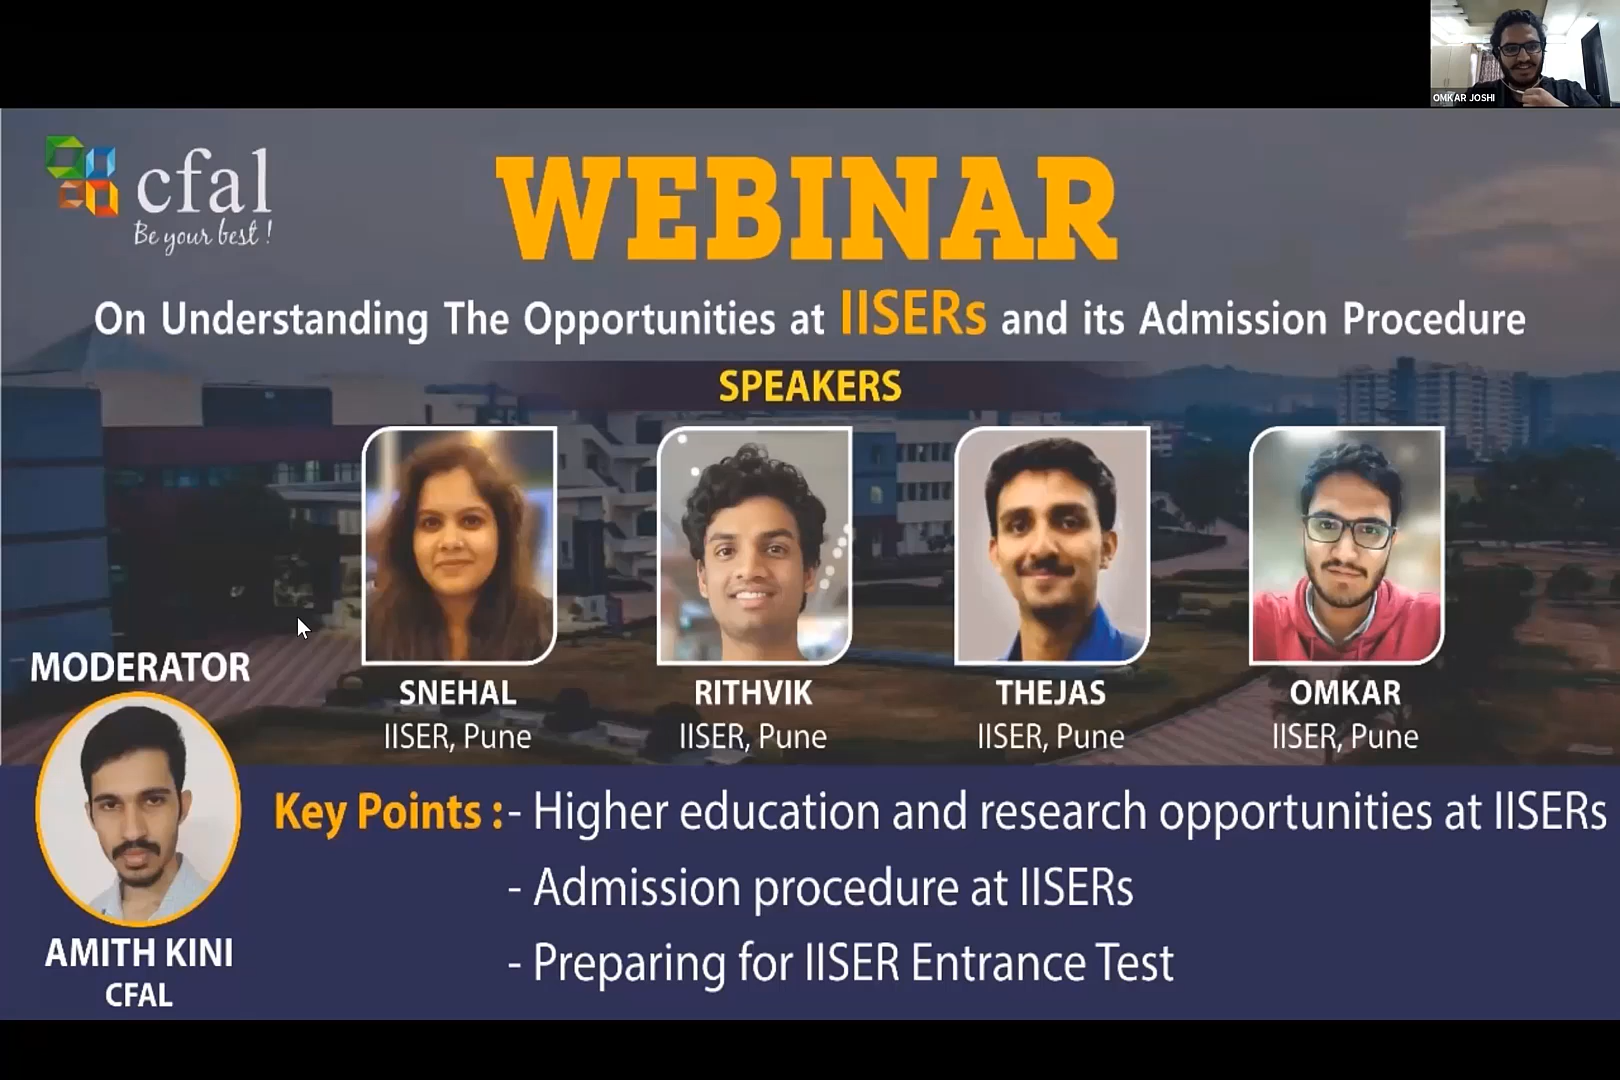 OMKAR JOSHI
cfal
Be your best !
WEBINAR
On Understanding The Opportunities at IISERs and its Admission Procedure
SPEAKERS
SNEHAL
IISER, Pune
RITHVIK
IISER, Pune
THEJAS
IISER, Pune
OMKAR
IISER, Pune
MODERATOR
AMITH KINI
CFAL
Key Points :- Higher education and research opportunities at IISERs
- Admission procedure at IISERs
- Preparing for IISER Entrance Test